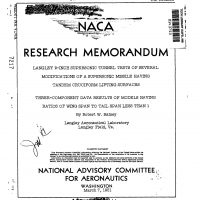 NACA
RESEARCH MEMORANDUM
LANGLEY 9-INCH SUPERSONIC TUNNEL TESTS OF SEVERAL
MODIFICATIONS OF A SUPERSONIC MISSILE HAVING
TANDEM CRUCIFORM LIFTING SURFACES
THREE-COMPONENT DATA RESULTS OF MODELS HAVING
RATIOS OF WING SPAN TO TAIL SPAN LESS THAN 1
By Robert W. Rainey
Langley Aeronautical Laboratory
Langley Field, Va.
NATIONAL ADVISORY COMMITTEE
FOR AERONAUTICS
WASHINGTON
March 7, 1951